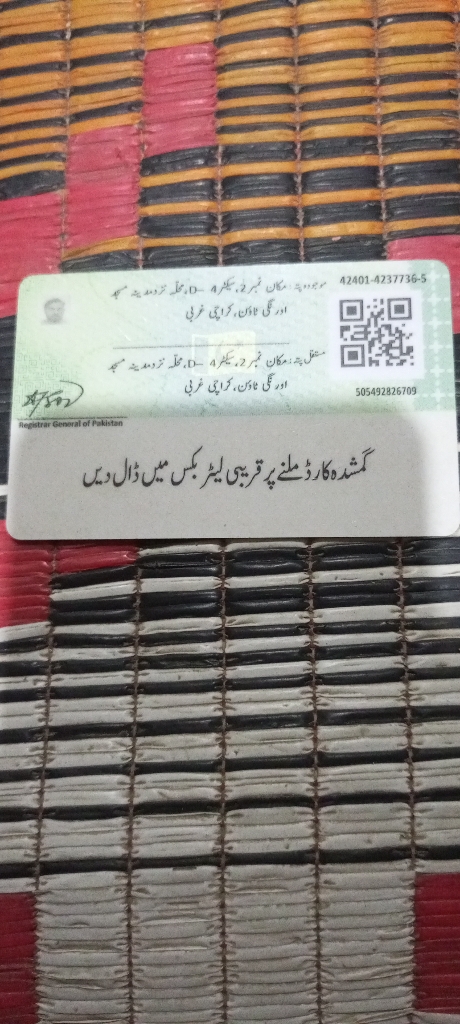 42401-4237736-5
موجودہ پتہ: مکان نمبر 2، سیکٹر 4 –D، محلہ نزد مدینہ مسجد
اورنگی ٹاؤن، کراچی غربی
مستقل پتہ: مکان نمبر 2، سیکٹر 4 –D، محلہ نزد مدینہ مسجد
اورنگی ٹاؤن، کراچی غربی
505492826709
Registrar General of Pakistan
گمشدہ کارڈ ملنے پر قریبی لیٹر بکس میں ڈال دیں